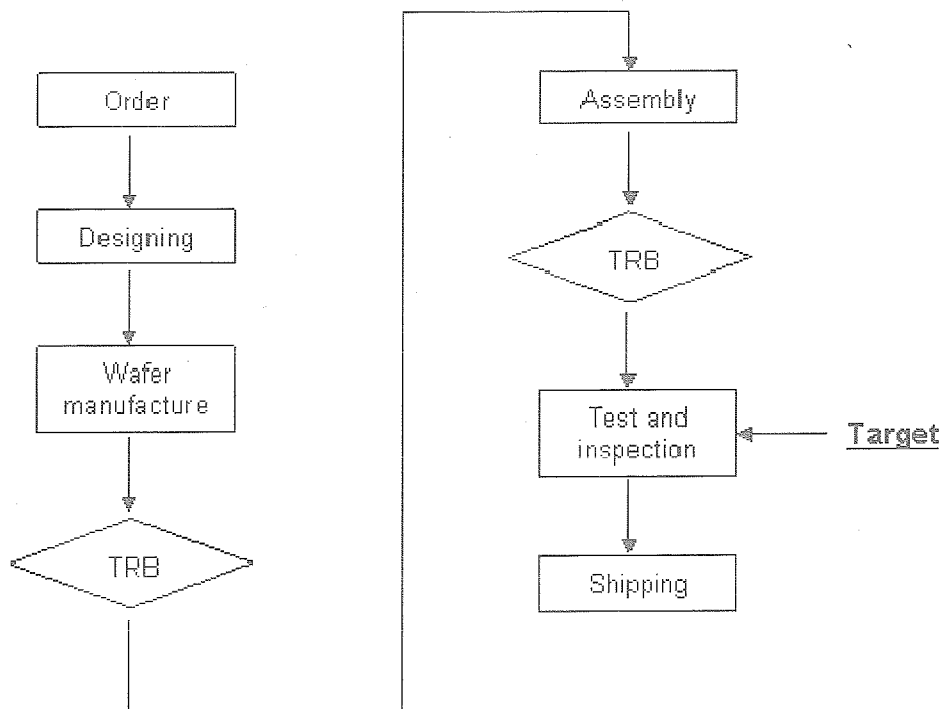 Order
Designing
Wafer
manufacture
TRB
Assembly
TRB
Test and
inspection
Target
Shipping